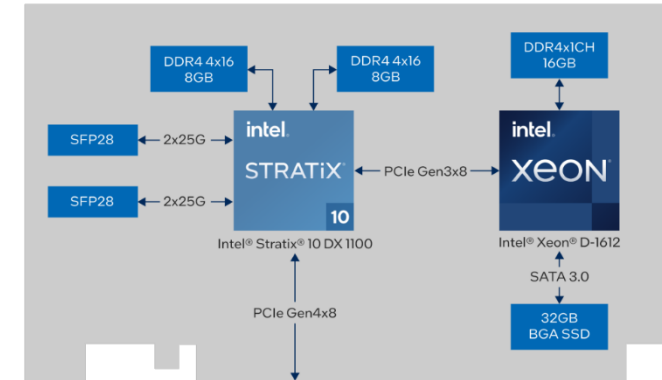 DDR4 4x16
8GB
DDR4 4x16
8GB
DDR4x1CH
16GB
SFP28
2x25G
intel.
STRATIX
10
PCIe Gen3x8
intel.
xeon
SFP28
2x25G
Intel® Stratix® 10 DX 1100
Intel® Xeon® D-1612
SATA 3.0
PCIe Gen4x8
32GB
BGA SSD